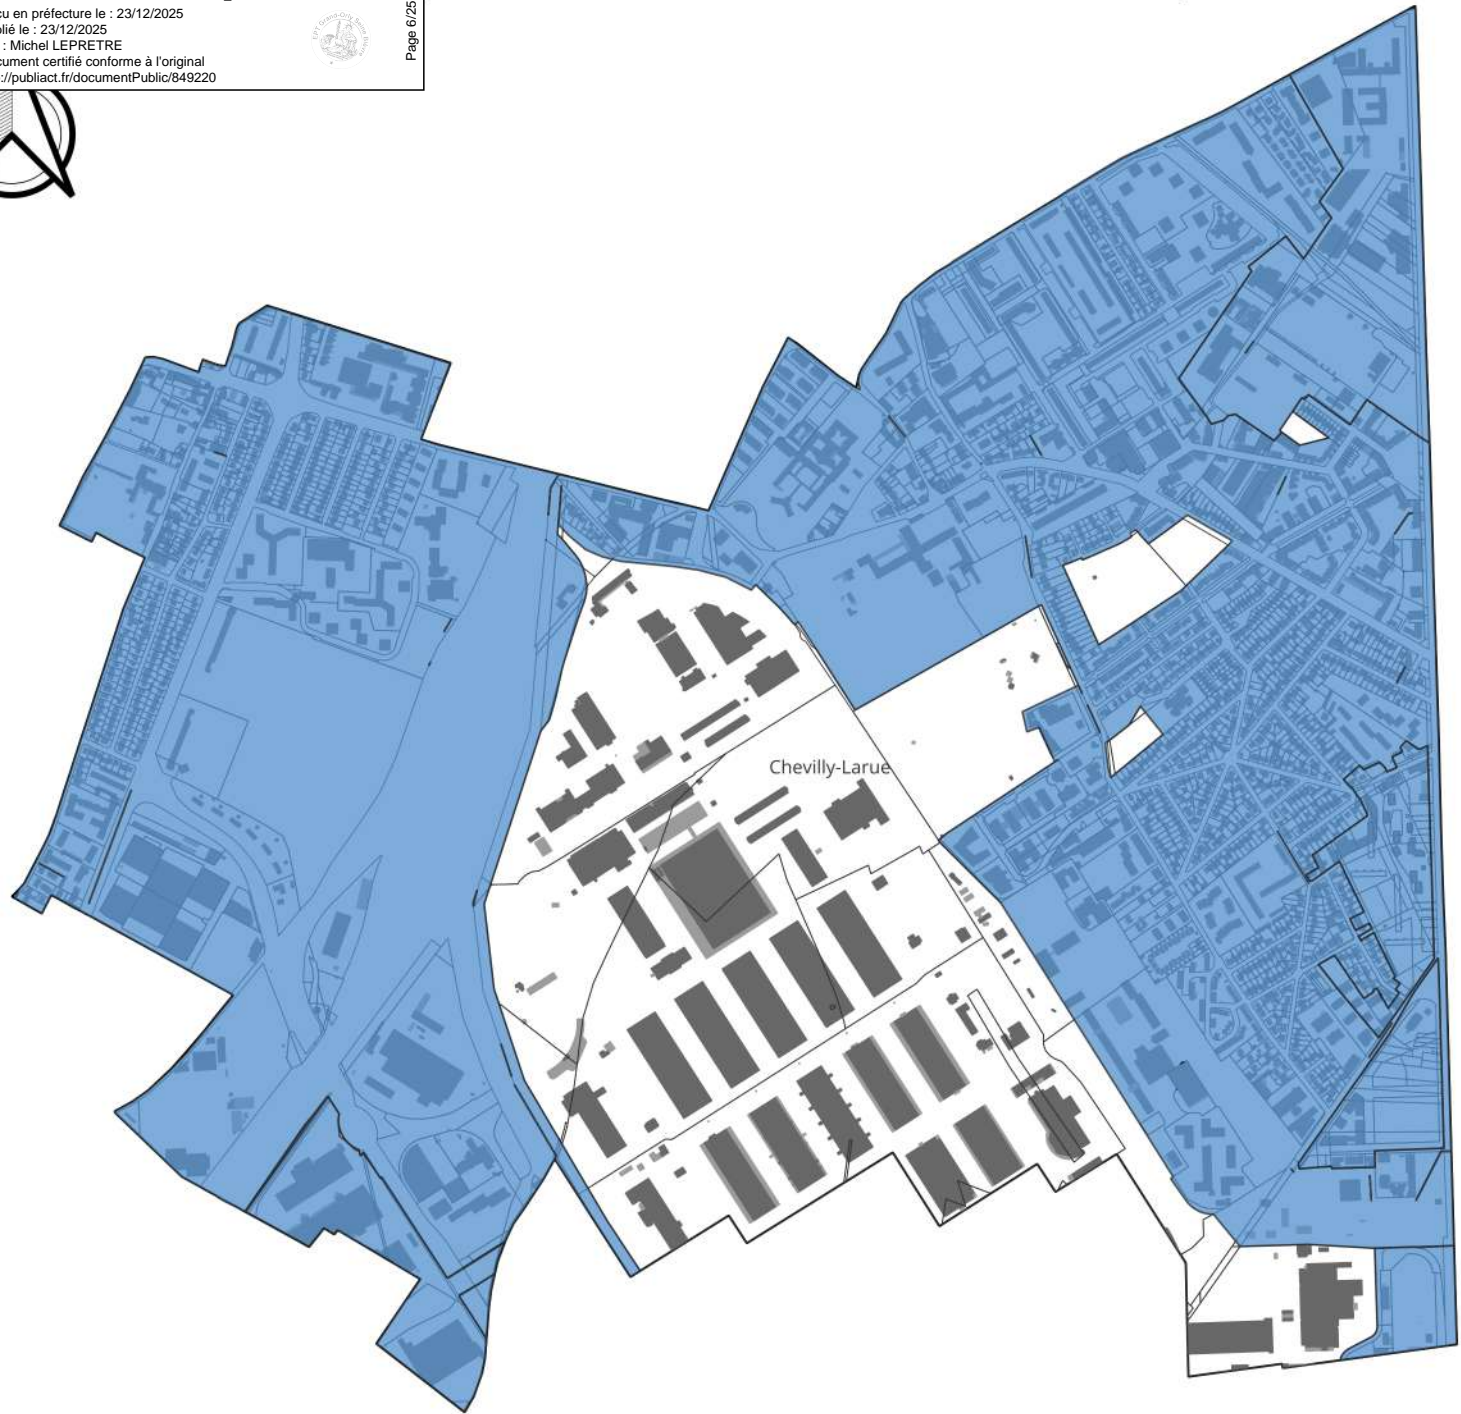 çu en préfecture le : 23/12/2025
lié le : 23/12/2025
: Michel LEPRETRE
cument certifié conforme à l'original
://publiact.fr/documentPublic/849220
Page 6/25
Chevilly-Larue